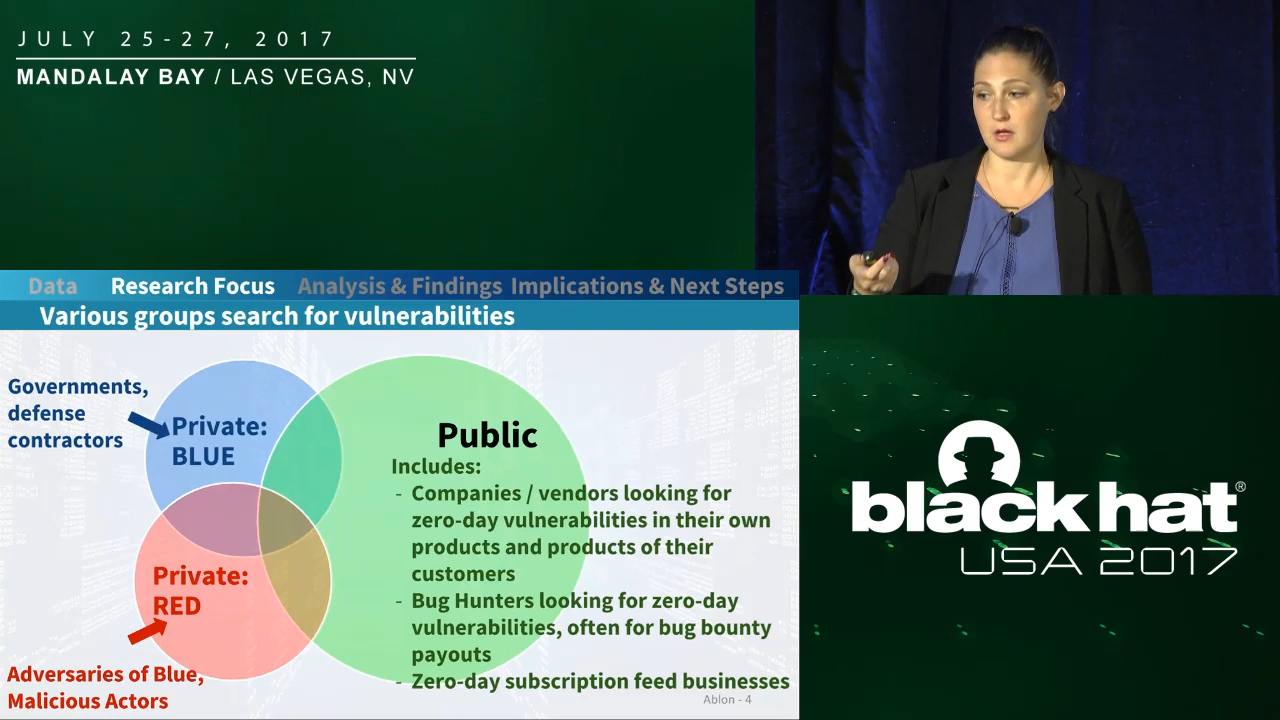 JULY 25-27, 2017
MANDALAY BAY / LAS VEGAS, NV
Data Research Focus Analysis & Findings Implications & Next Steps
Various groups search for vulnerabilities
Governments,
defense
contractors
Private:
BLUE
Private:
RED
Adversaries of Blue,
Malicious Actors
Public
Includes:
- Companies / vendors looking for
zero-day vulnerabilities in their own
products and products of their
customers
- Bug Hunters looking for zero-day
vulnerabilities, often for bug bounty
payouts
- Zero-day subscription feed businesses
Ablon - 4
black hat®
USA 2017